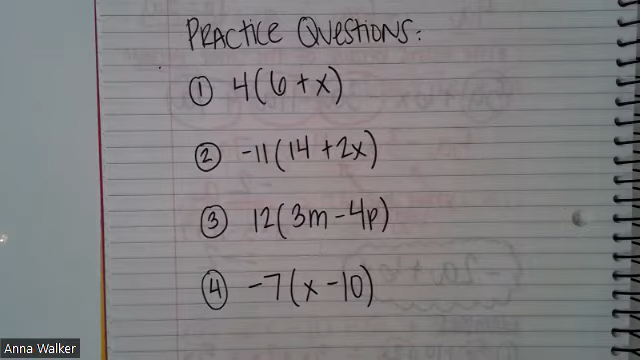 PRACTICE QUESTIONS:
① 4(6 + x)
② -11(14 + 2x)
③ 12(3m - 4p)
④ -7(x - 10)
Anna Walker